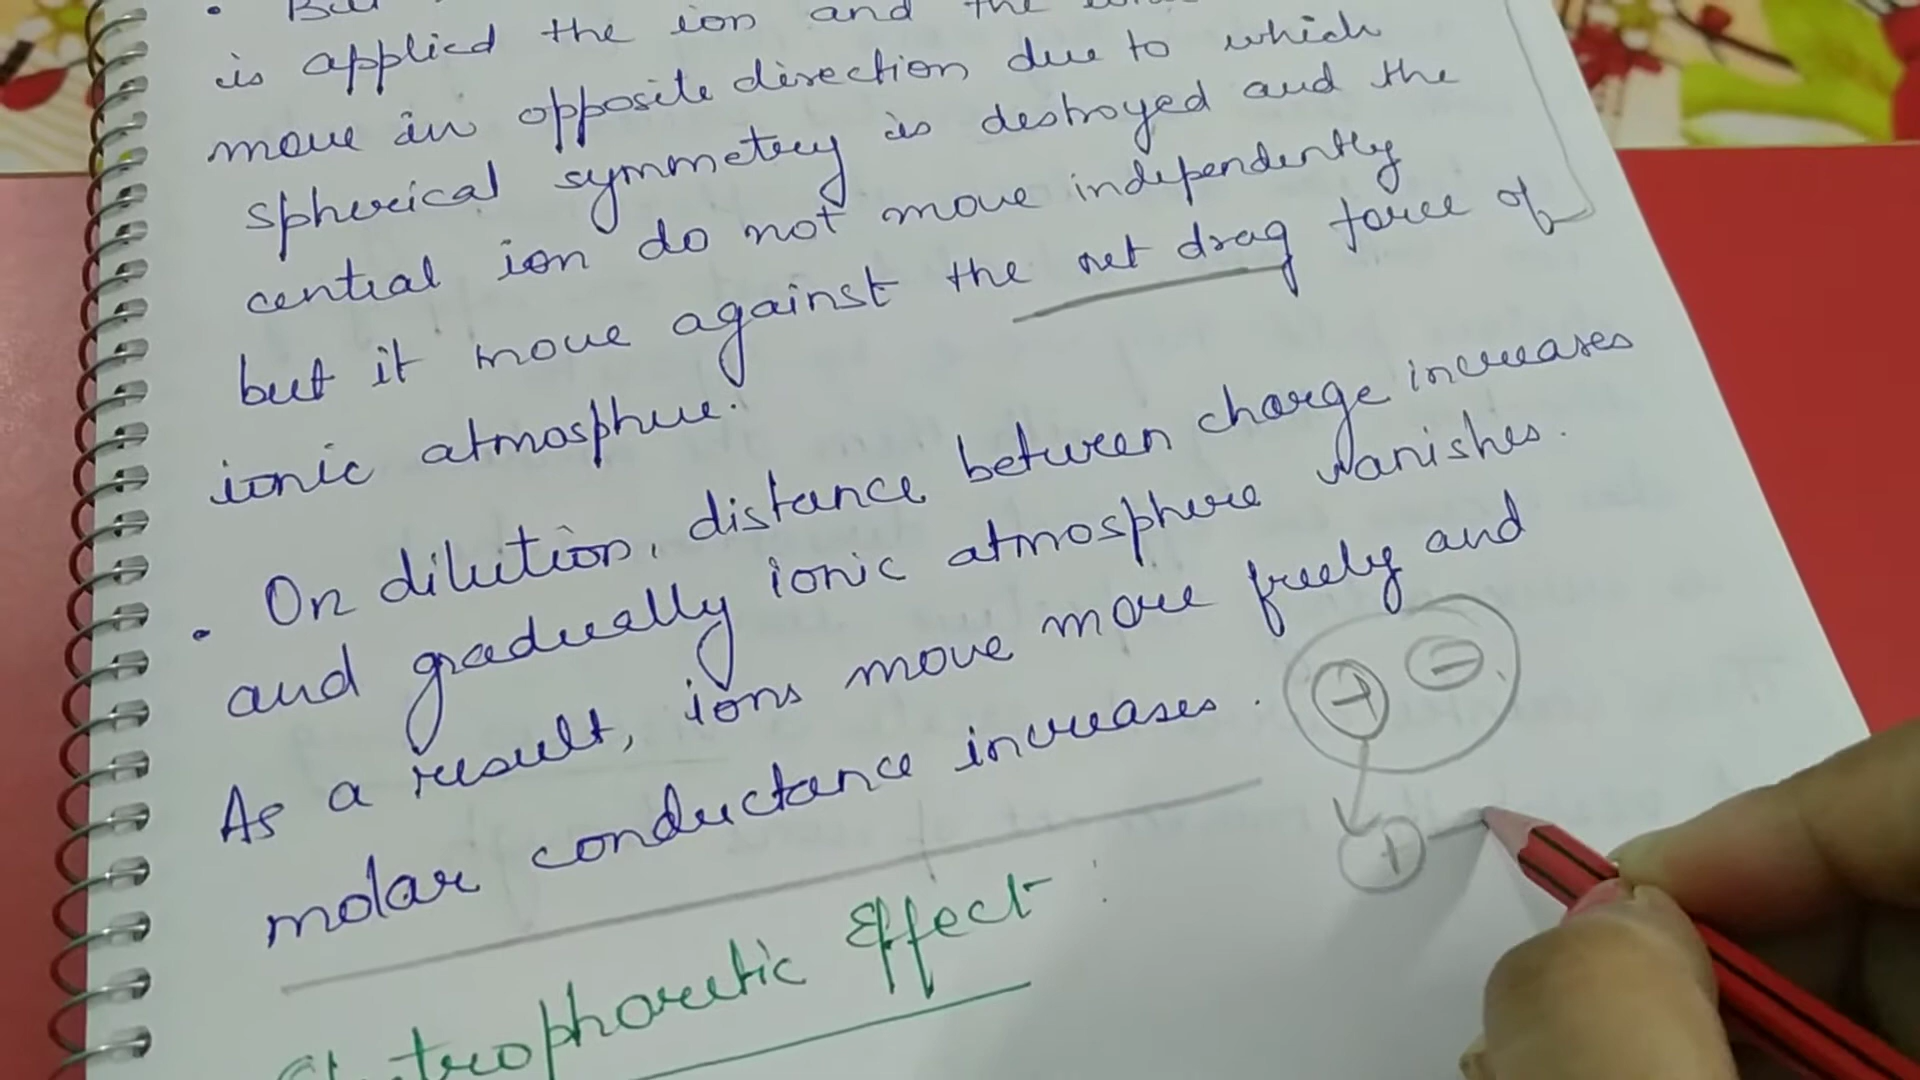 is applied the ion and the
move in opposite direction due to which
spherical symmetry is destroyed and the
central ion do not move independently
but it move against the net drag force of
ionic atmosphere.
• On dilution, distance between charge increases
and gradually ionic atmosphere vanishes.
As a result, ions move more freely and
molar conductance increases.
+ −
+ −
Electrophoretic Effect :